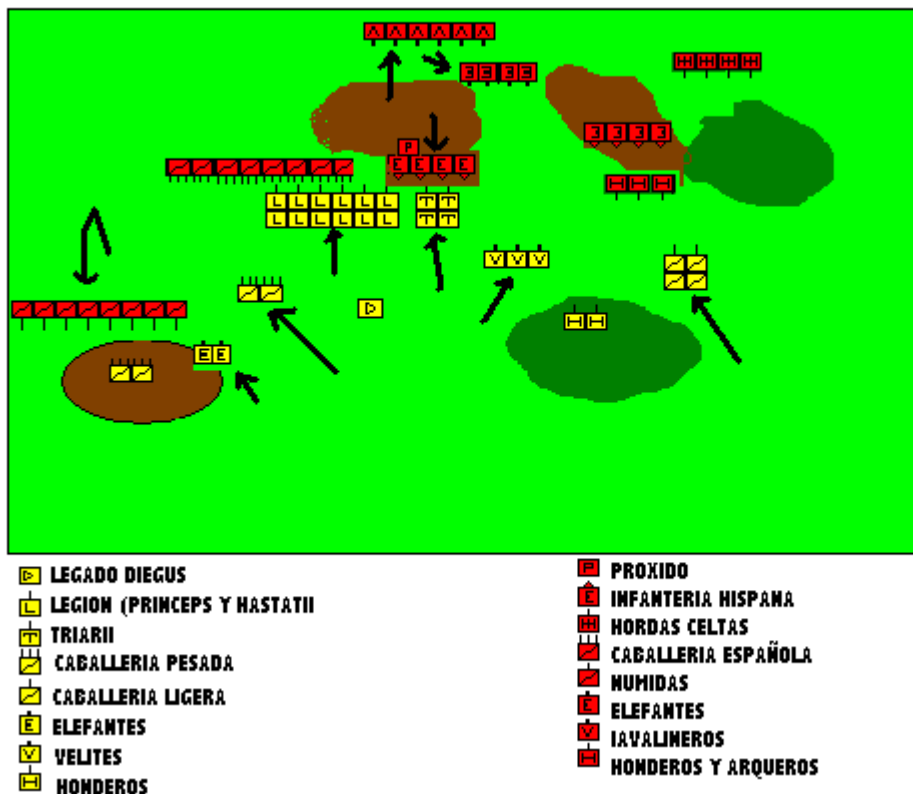 LEGADO DIEGUS
LEGION (PRINCEPS Y HASTATII
TRIARII
CABALLERIA PESADA
CABALLERIA LIGERA
ELEFANTES
VELITES
HONDEROS
PROXIDO
INFANTERIA HISPANA
HORDAS CELTAS
CABALLERIA ESPAÑOLA
NUMIDAS
ELEFANTES
IAVALINEROS
HONDEROS Y ARQUEROS